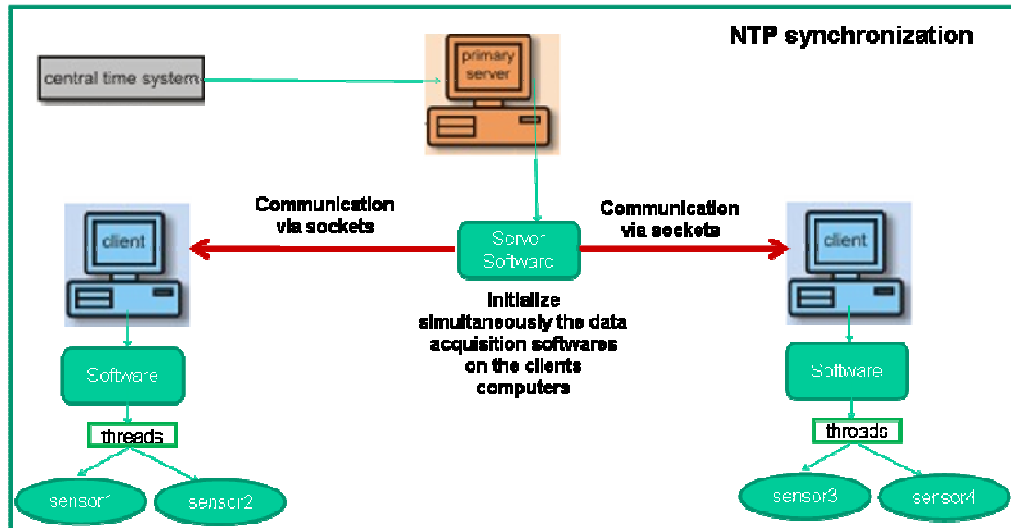 NTP synchronization
central time system
primary
server
Communication
via sockets
Communication
via sockets
client
client
Server
Software
Initialize
simultaneously the data
acquisition softwares
on the clients
computers
Software
Software
threads
threads
sensor1
sensor2
sensor3
sensor4